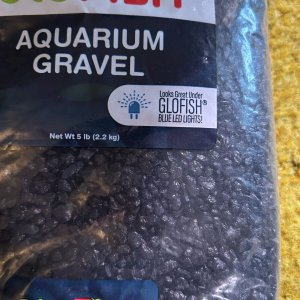 AQUARIUM
GRAVEL
Looks Great Under
GLOFISH®
BLUE LED LIGHTS!
Net Wt 5 lb (2.2 kg)